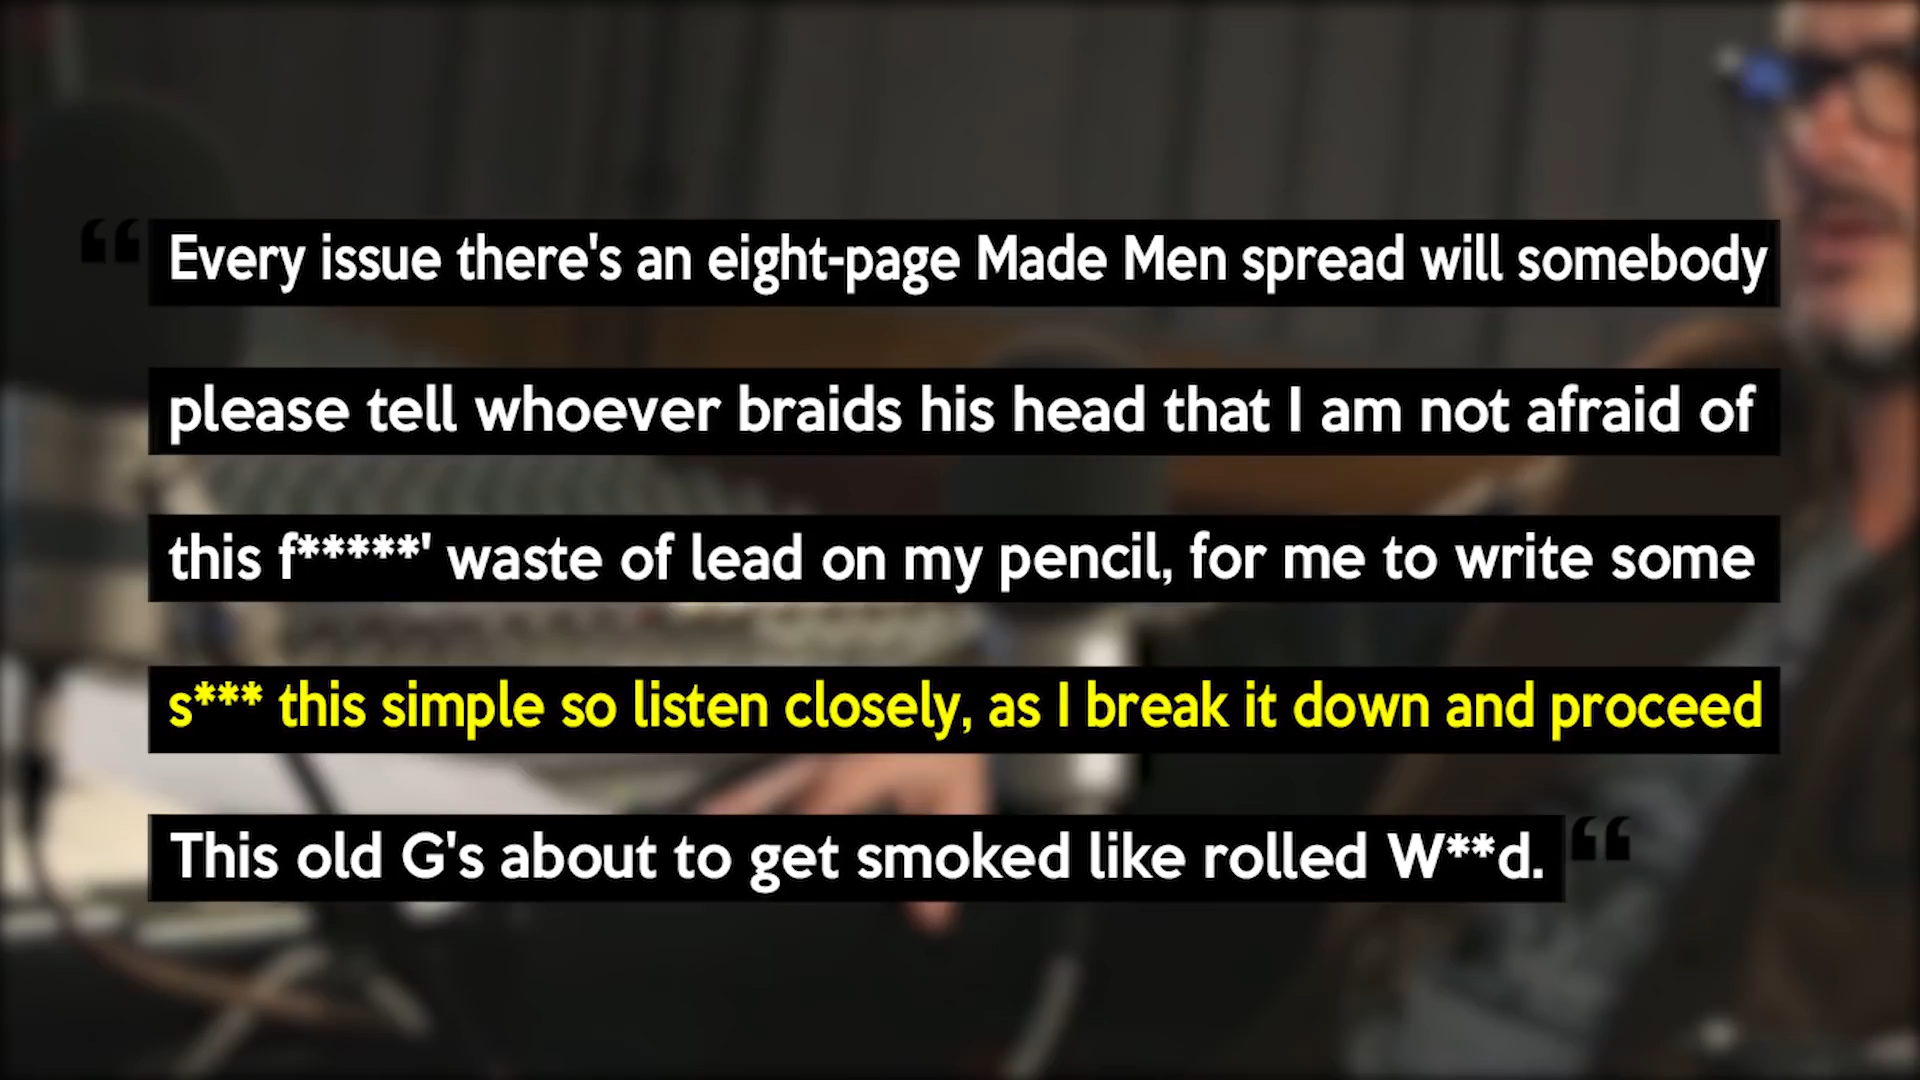 “ Every issue there's an eight-page Made Men spread will somebody
please tell whoever braids his head that I am not afraid of
this f*****' waste of lead on my pencil, for me to write some
s*** this simple so listen closely, as I break it down and proceed
This old G's about to get smoked like rolled W**d. “